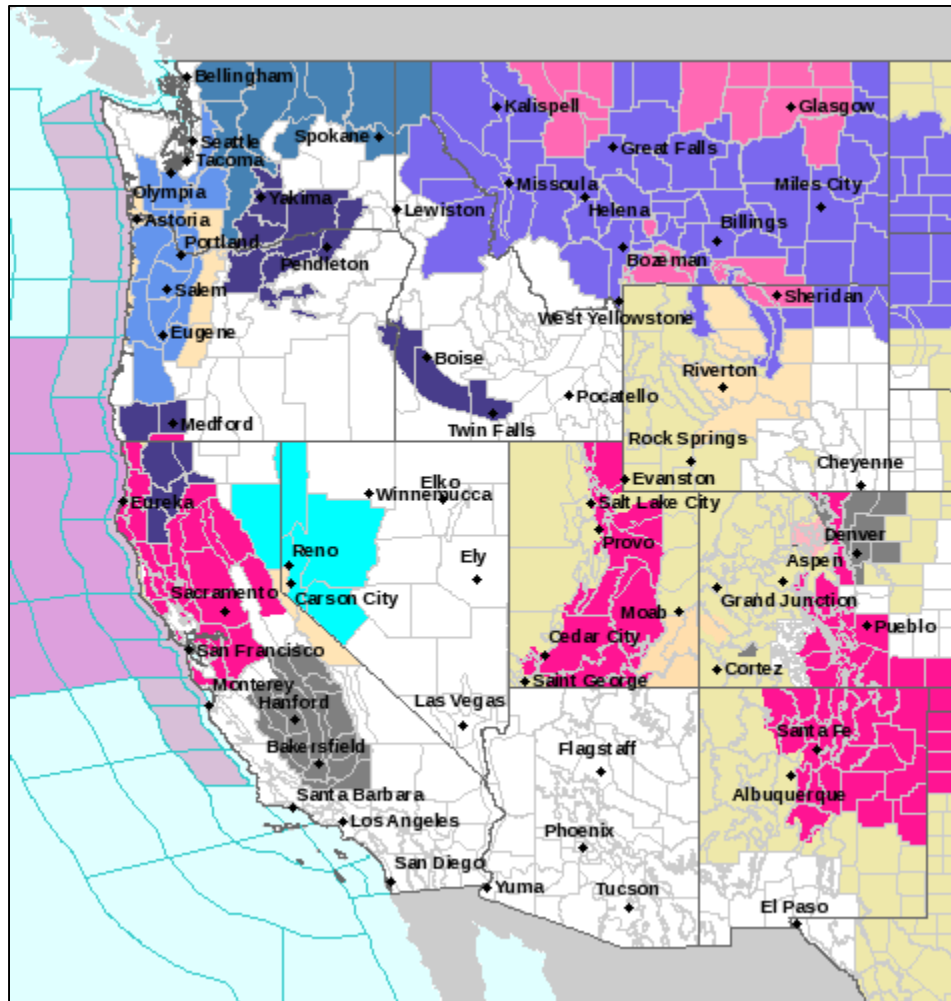 Bellingham
Kalispell
Glasgow
Seattle
Spokane
Tacoma
Great Falls
Olympia
Yakima
Lewiston
Missoula
Helena
Miles City
Astoria
Portland
Pendleton
Billings
Bozeman
Salem
Sheridan
West Yellowstone
Eugene
Boise
Riverton
Pocatello
Medford
Twin Falls
Rock Springs
Cheyenne
Evanston
Elko
Winnemucca
Eureka
Salt Lake City
Denver
Provo
Reno
Ely
Aspen
Sacramento
Carson City
Moab
Grand Junction
Pueblo
Cedar City
San Francisco
Cortez
Saint George
Monterey
Hanford
Las Vegas
Santa Fe
Bakersfield
Flagstaff
Albuquerque
Santa Barbara
Los Angeles
Phoenix
San Diego
Yuma
Tucson
El Paso